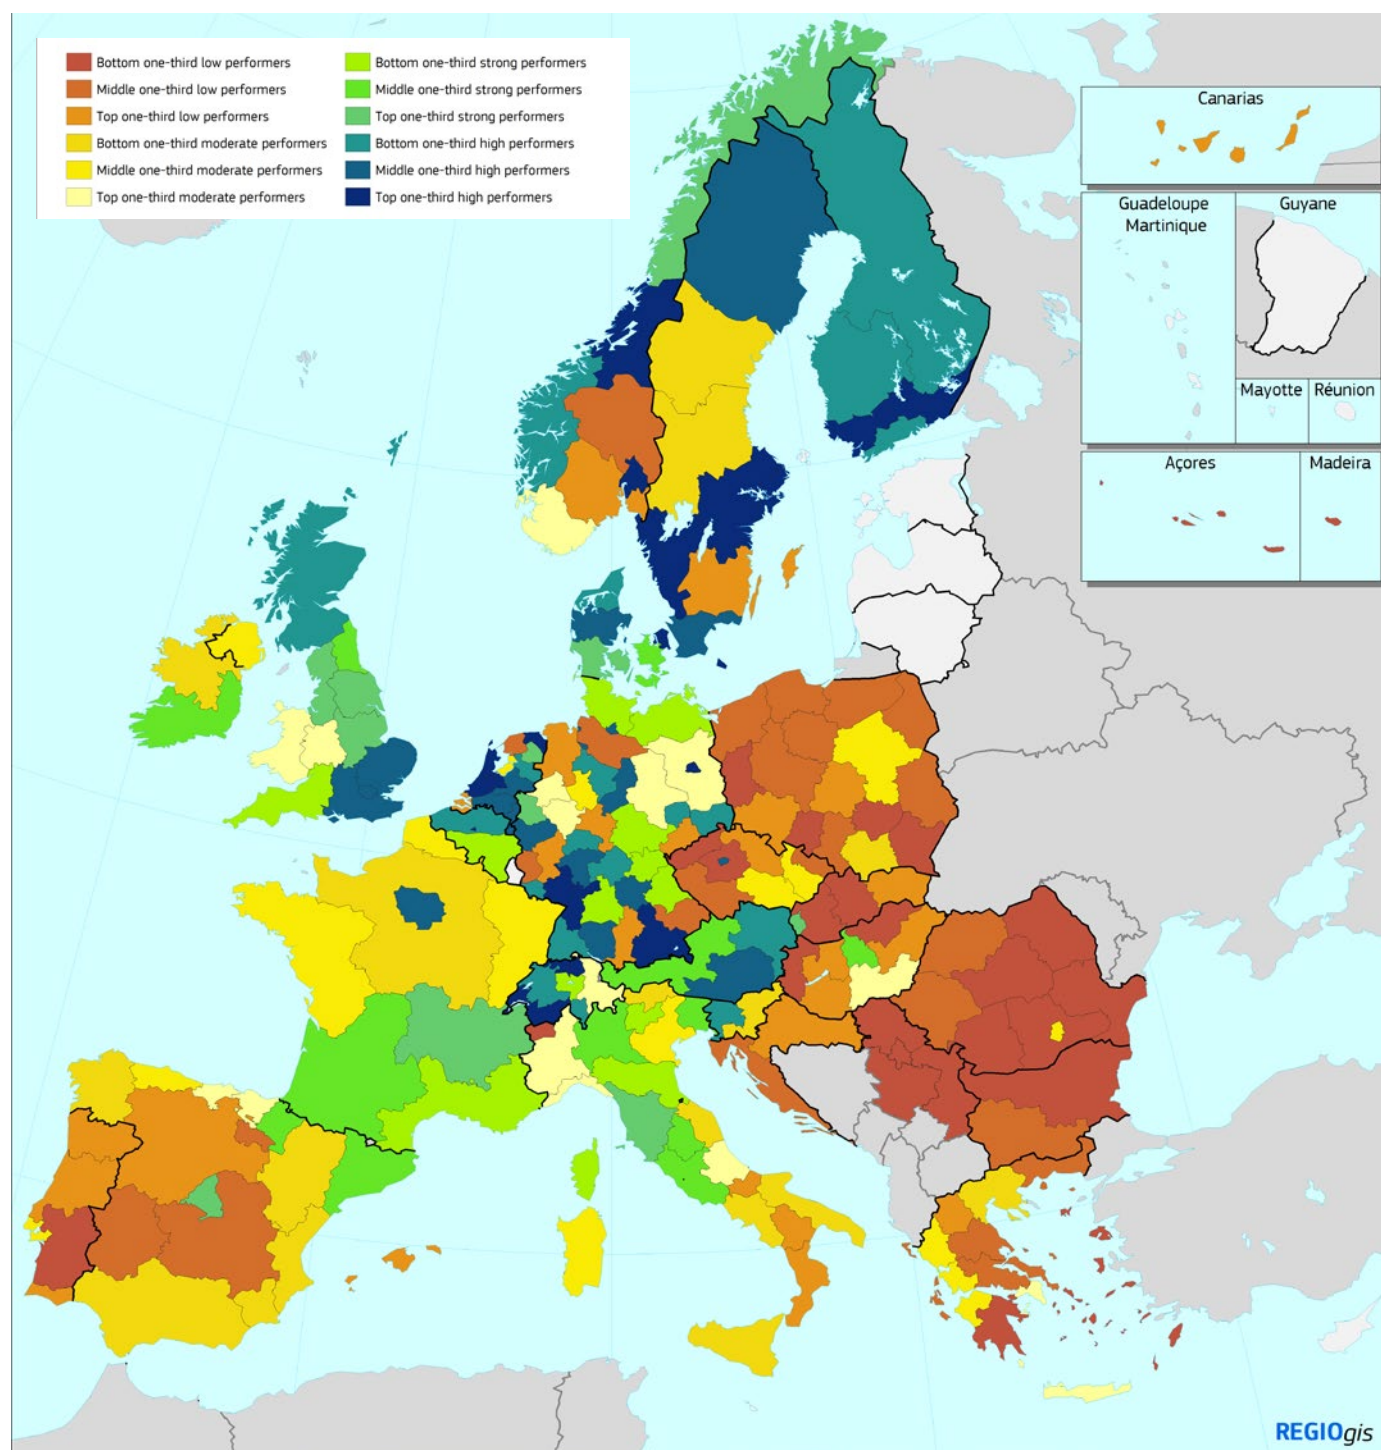 Bottom one-third low performers
Middle one-third low performers
Top one-third low performers
Bottom one-third moderate performers
Middle one-third moderate performers
Top one-third moderate performers
Bottom one-third strong performers
Middle one-third strong performers
Top one-third strong performers
Bottom one-third high performers
Middle one-third high performers
Top one-third high performers
Canarias
Guadeloupe
Martinique
Guyane
Mayotte
Réunion
Açores
Madeira
REGIOgis